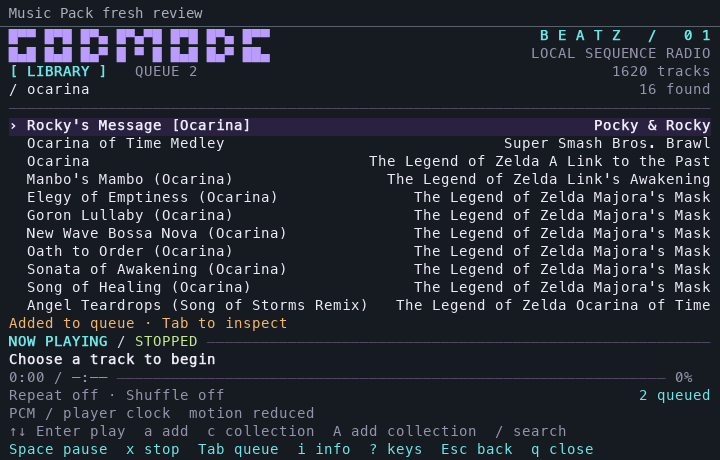 Music Pack fresh review
B E A T Z / 0 1
LOCAL SEQUENCE RADIO
[ LIBRARY ] QUEUE 2 1620 tracks
/ ocarina 16 found
› Rocky's Message [Ocarina] Pocky & Rocky
Ocarina of Time Medley Super Smash Bros. Brawl
Ocarina The Legend of Zelda A Link to the Past
Manbo's Mambo (Ocarina) The Legend of Zelda Link's Awakening
Elegy of Emptiness (Ocarina) The Legend of Zelda Majora's Mask
Goron Lullaby (Ocarina) The Legend of Zelda Majora's Mask
New Wave Bossa Nova (Ocarina) The Legend of Zelda Majora's Mask
Oath to Order (Ocarina) The Legend of Zelda Majora's Mask
Sonata of Awakening (Ocarina) The Legend of Zelda Majora's Mask
Song of Healing (Ocarina) The Legend of Zelda Majora's Mask
Angel Teardrops (Song of Storms Remix) The Legend of Zelda Ocarina of Time
Added to queue · Tab to inspect
NOW PLAYING / STOPPED
Choose a track to begin
0:00 / —:—— 0%
Repeat off · Shuffle off 2 queued
PCM / player clock motion reduced
↑↓ Enter play a add c collection A add collection / search
Space pause x stop Tab queue i info ? keys Esc back q close